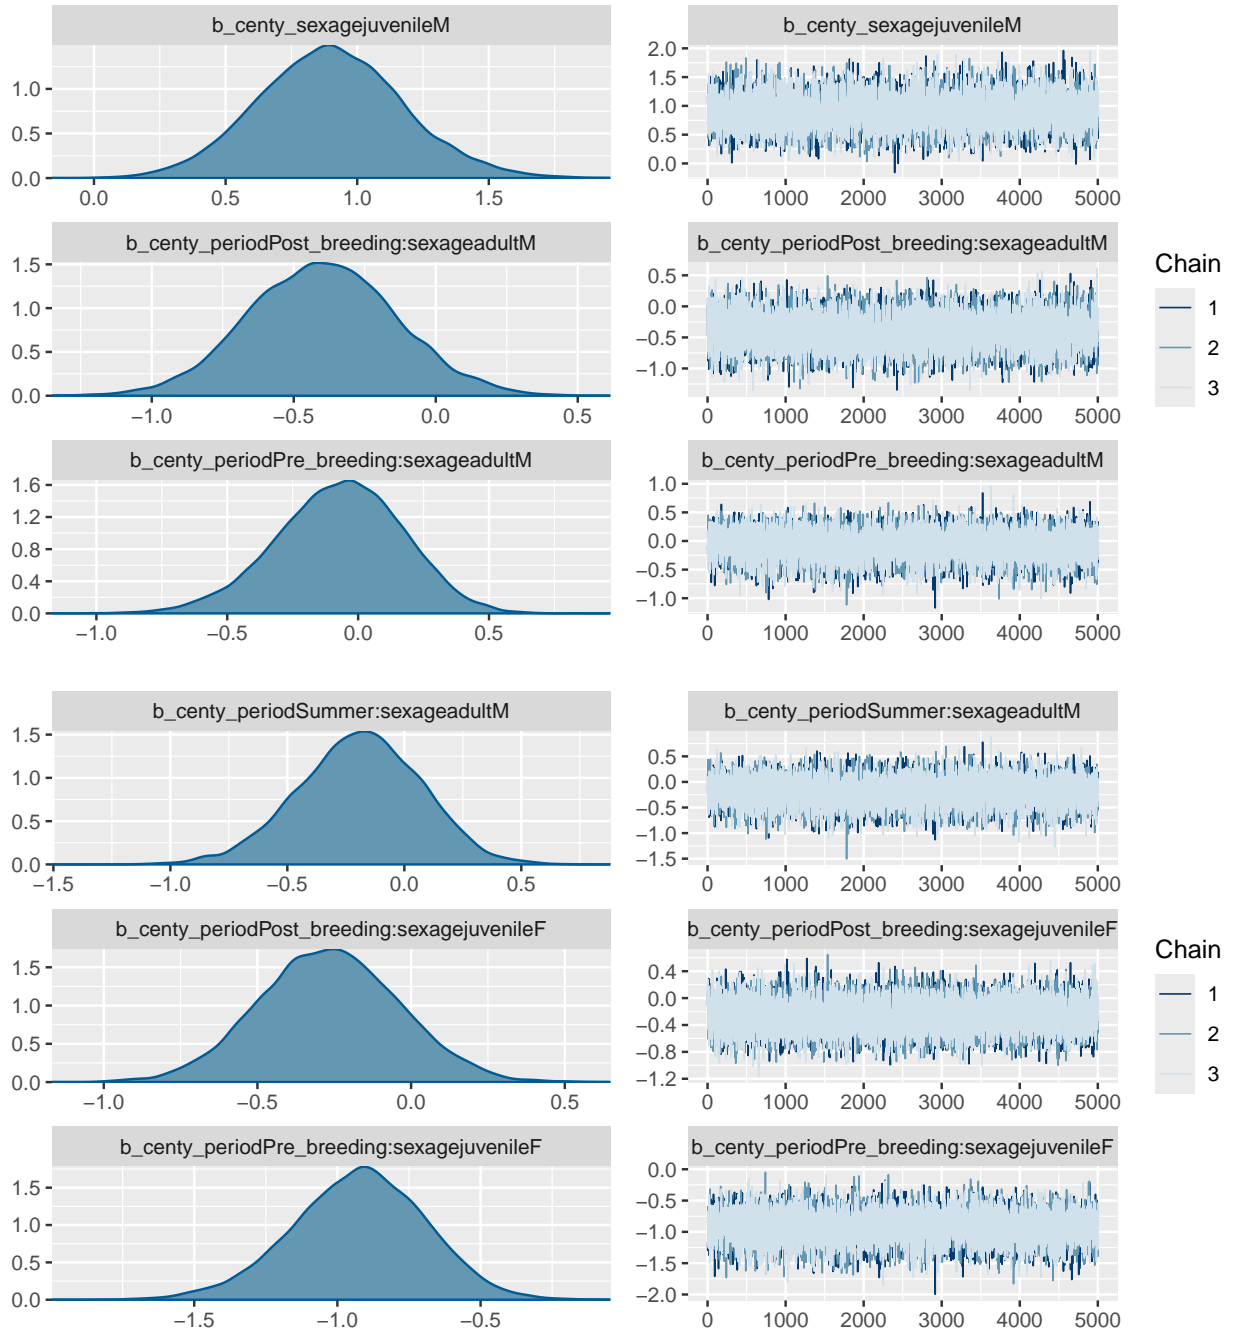 b_centy_sexagejuvenileM
b_centy_sexagejuvenileM
1.0
0.5
0.0
0.0 0.5 1.0 1.5
2.0
1.5
1.0
0.5
0.0
0 1000 2000 3000 4000 5000
b_centy_periodPost_breeding:sexageadultM
b_centy_periodPost_breeding:sexageadultM
1.5
1.0
0.5
0.0
−1.0 −0.5 0.0 0.5
0.5
0.0
−0.5
−1.0
0 1000 2000 3000 4000 5000
b_centy_periodPre_breeding:sexageadultM
b_centy_periodPre_breeding:sexageadultM
1.6
1.2
0.8
0.4
0.0
−1.0 −0.5 0.0 0.5
1.0
0.5
0.0
−0.5
−1.0
0 1000 2000 3000 4000 5000
Chain
1
2
3
b_centy_periodSummer:sexageadultM
b_centy_periodSummer:sexageadultM
1.5
1.0
0.5
0.0
−1.5 −1.0 −0.5 0.0 0.5
0.5
0.0
−0.5
−1.0
−1.5
0 1000 2000 3000 4000 5000
b_centy_periodPost_breeding:sexagejuvenileF
b_centy_periodPost_breeding:sexagejuvenileF
1.5
1.0
0.5
0.0
−1.0 −0.5 0.0 0.5
0.4
0.0
−0.4
−0.8
−1.2
0 1000 2000 3000 4000 5000
b_centy_periodPre_breeding:sexagejuvenileF
b_centy_periodPre_breeding:sexagejuvenileF
1.5
1.0
0.5
0.0
−1.5 −1.0 −0.5
0.0
−0.5
−1.0
−1.5
−2.0
0 1000 2000 3000 4000 5000
Chain
1
2
3